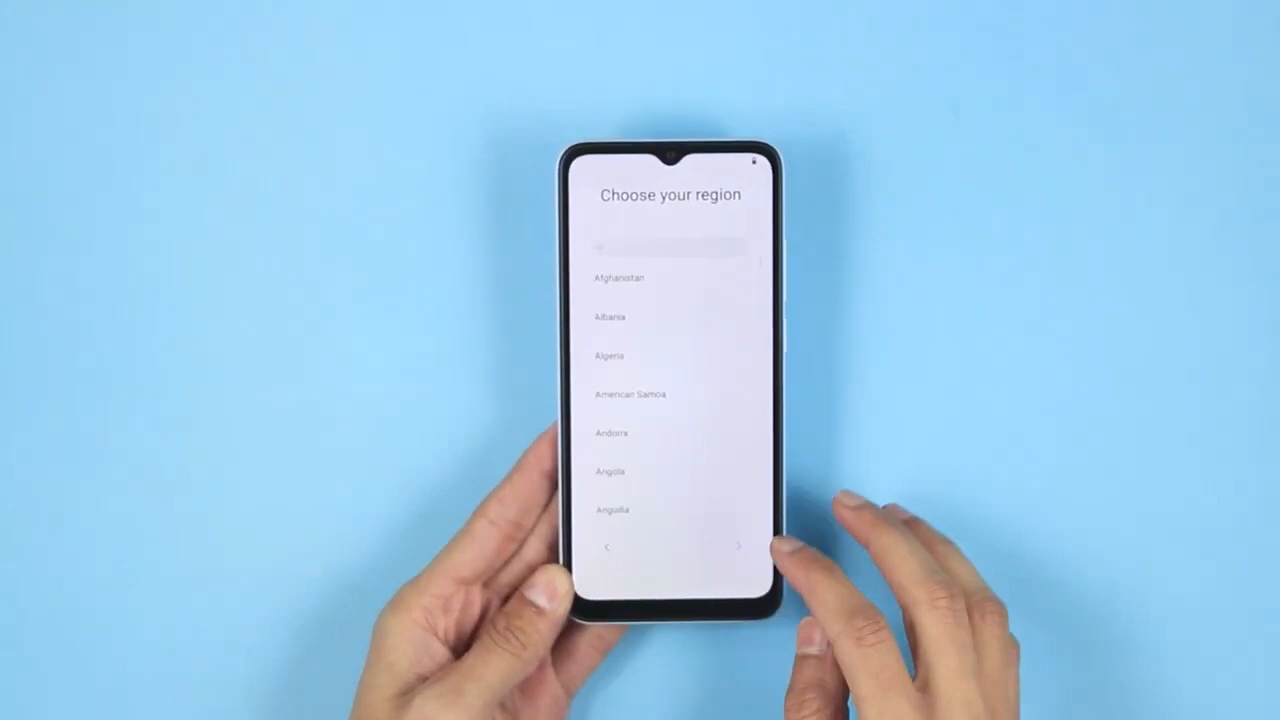 Choose your region
Afghanistan
Albania
Algeria
American Samoa
Andorra
Angola
Anguilla